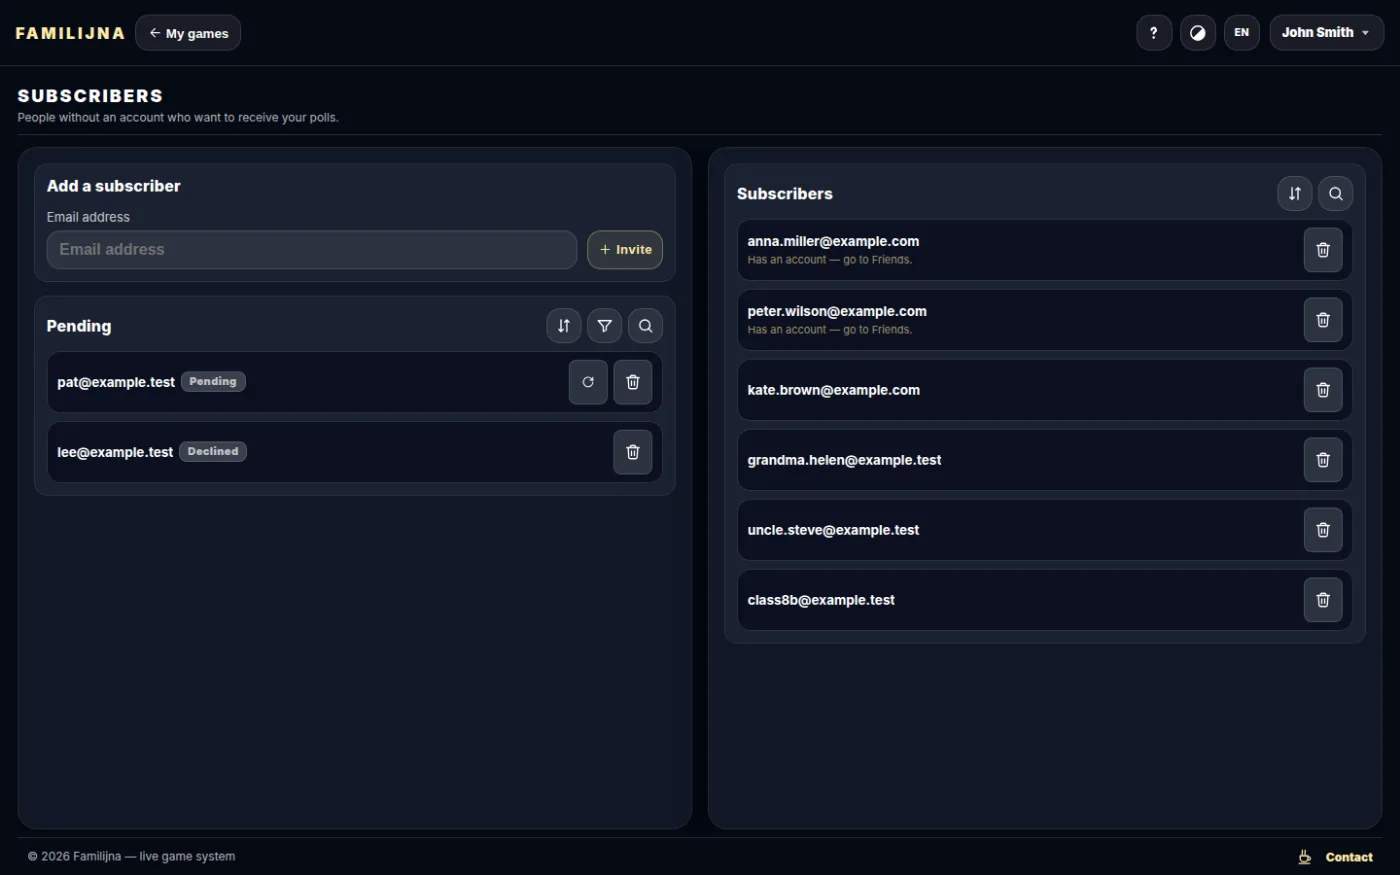 FAMILIJNA
← My games
?
EN
John Smith
SUBSCRIBERS
People without an account who want to receive your polls.
Add a subscriber
Email address
Email address
+ Invite
Pending
pat@example.test Pending
lee@example.test Declined
Subscribers
anna.miller@example.com
Has an account — go to Friends.
peter.wilson@example.com
Has an account — go to Friends.
kate.brown@example.com
grandma.helen@example.test
uncle.steve@example.test
class8b@example.test
© 2026 Familijna — live game system
Contact